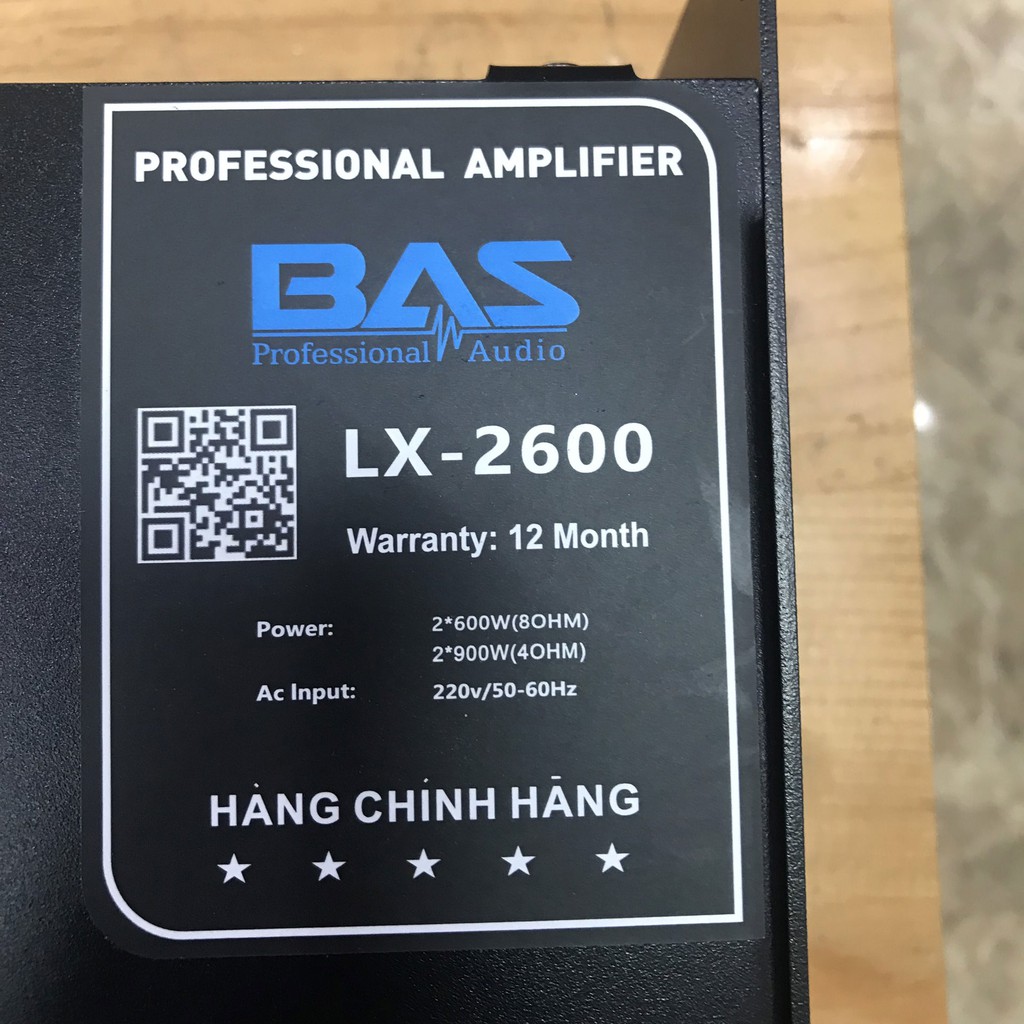 PROFESSIONAL AMPLIFIER
BAS
Professional Audio
LX-2600
Warranty: 12 Month
Power: 2*600W(8OHM)
2*900W(4OHM)
Ac Input: 220v/50-60Hz
HÀNG CHÍNH HÃNG